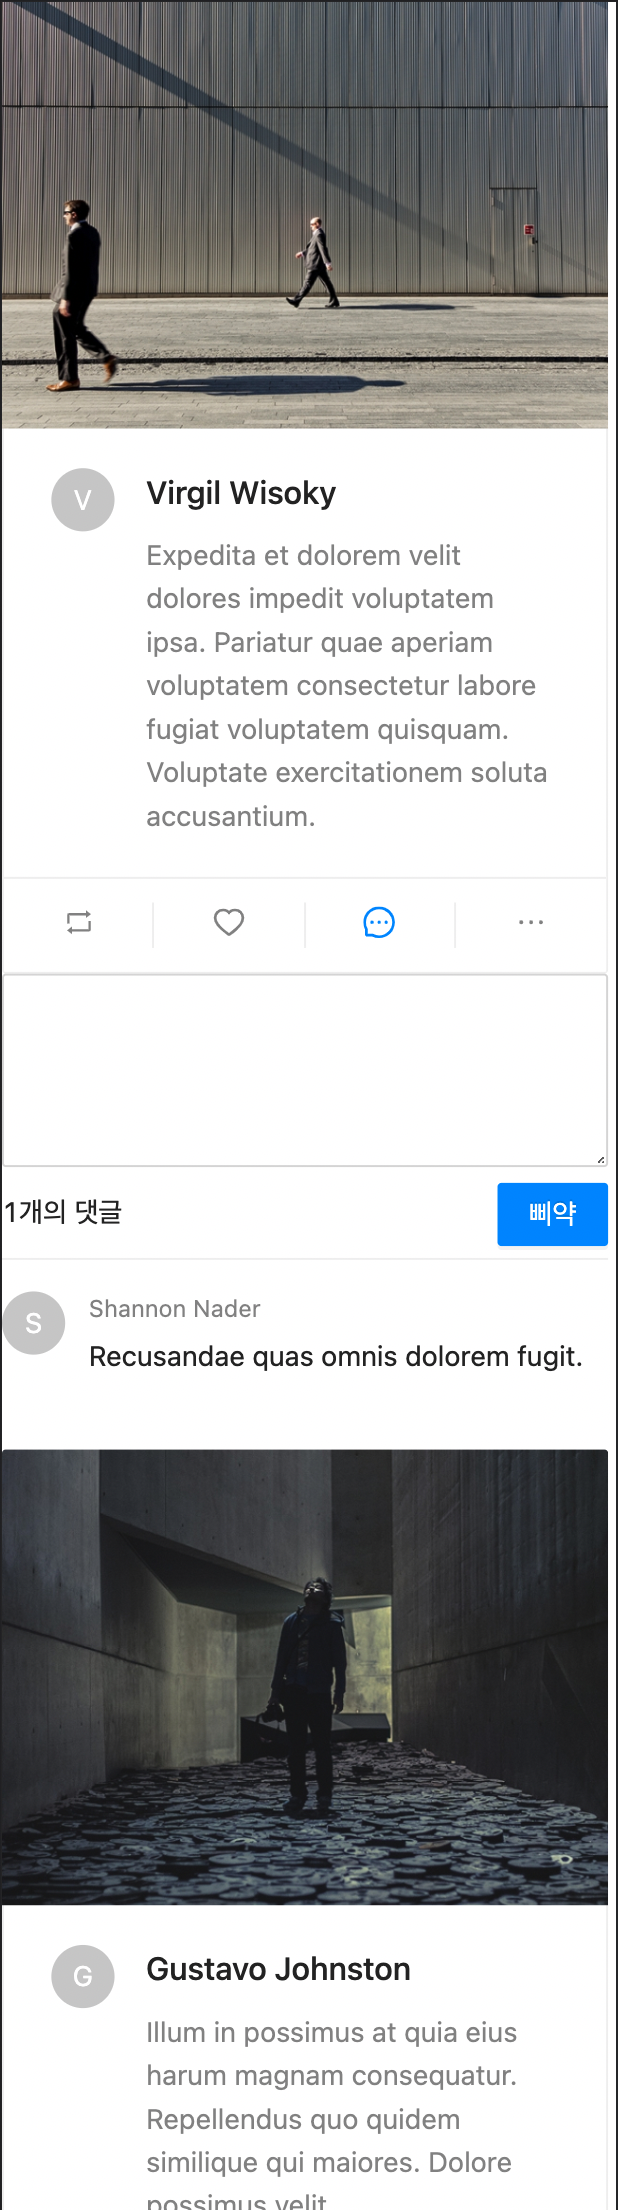 V
Virgil Wisoky
Expedita et dolorem velit
dolores impedit voluptatem
ipsa. Pariatur quae aperiam
voluptatem consectetur labore
fugiat voluptatem quisquam.
Voluptate exercitationem soluta
accusantium.
1개의 댓글
삐약
S
Shannon Nader
Recusandae quas omnis dolorem fugit.
G
Gustavo Johnston
Illum in possimus at quia eius
harum magnam consequatur.
Repellendus quo quidem
similique qui maiores. Dolore
possimus velit